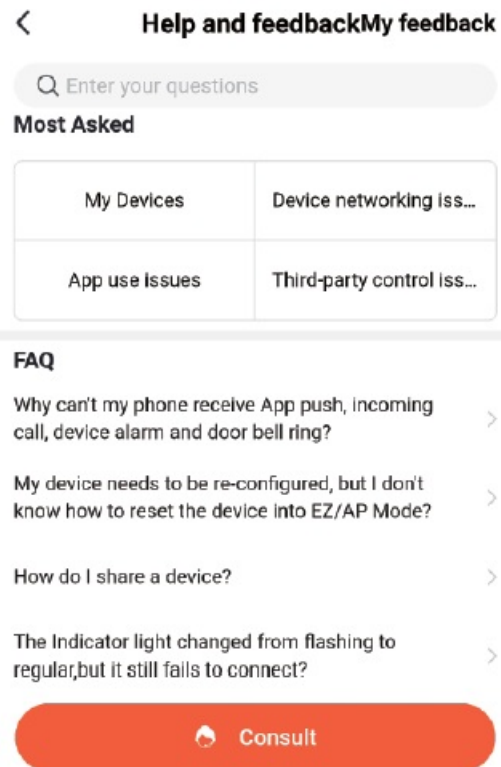 Help and feedbackMy feedback
Enter your questions
Most Asked
My Devices
Device networking iss...
App use issues
Third-party control iss...
FAQ
Why can't my phone receive App push, incoming
call, device alarm and door bell ring?
My device needs to be re-configured, but I don't
know how to reset the device into EZ/AP Mode?
How do I share a device?
The Indicator light changed from flashing to
regular,but it still fails to connect?
Consult